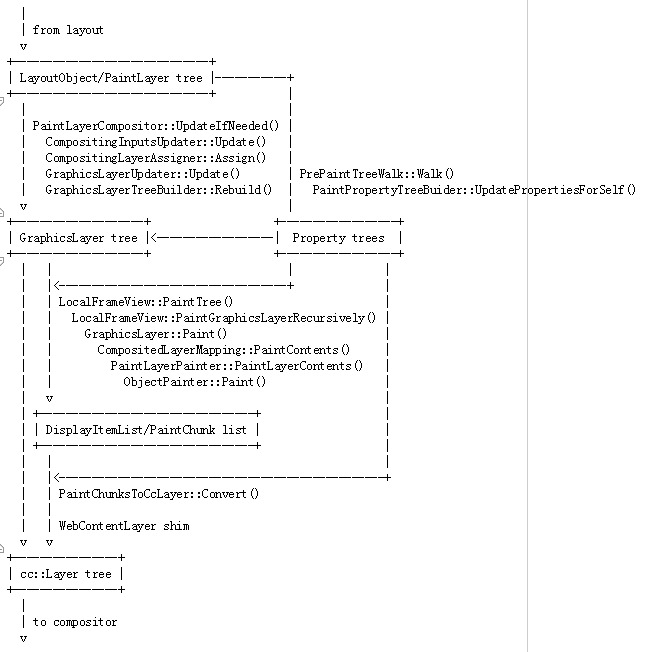 from layout
v
LayoutObject/PaintLayer tree
PaintLayerCompositor::UpdateIfNeeded()
CompositingInputsUpdater::Update()
CompositingLayerAssigner::Assign()
GraphicsLayerUpdater::Update() PrePaintTreeWalk::Walk()
GraphicsLayerTreeBuilder::Rebuild() PaintPropertyTreeBuider::UpdatePropertiesForSelf()
v
GraphicsLayer tree |<--------| Property trees
LocalFrameView::PaintTree()
LocalFrameView::PaintGraphicsLayerRecursively()
GraphicsLayer::Paint()
CompositedLayerMapping::PaintContents()
PaintLayerPainter::PaintLayerContents()
ObjectPainter::Paint()
v
DisplayItemList/PaintChunk list
PaintChunksToCcLayer::Convert()
WebContentLayer shim
v v
cc::Layer tree
to compositor
v